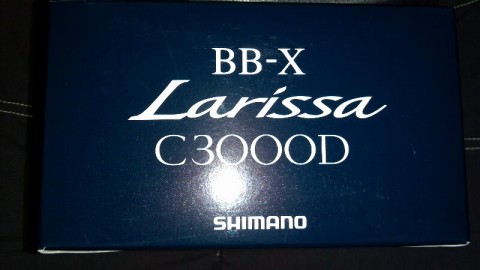 BB-X
Larissa
C3000D
SHIMANO